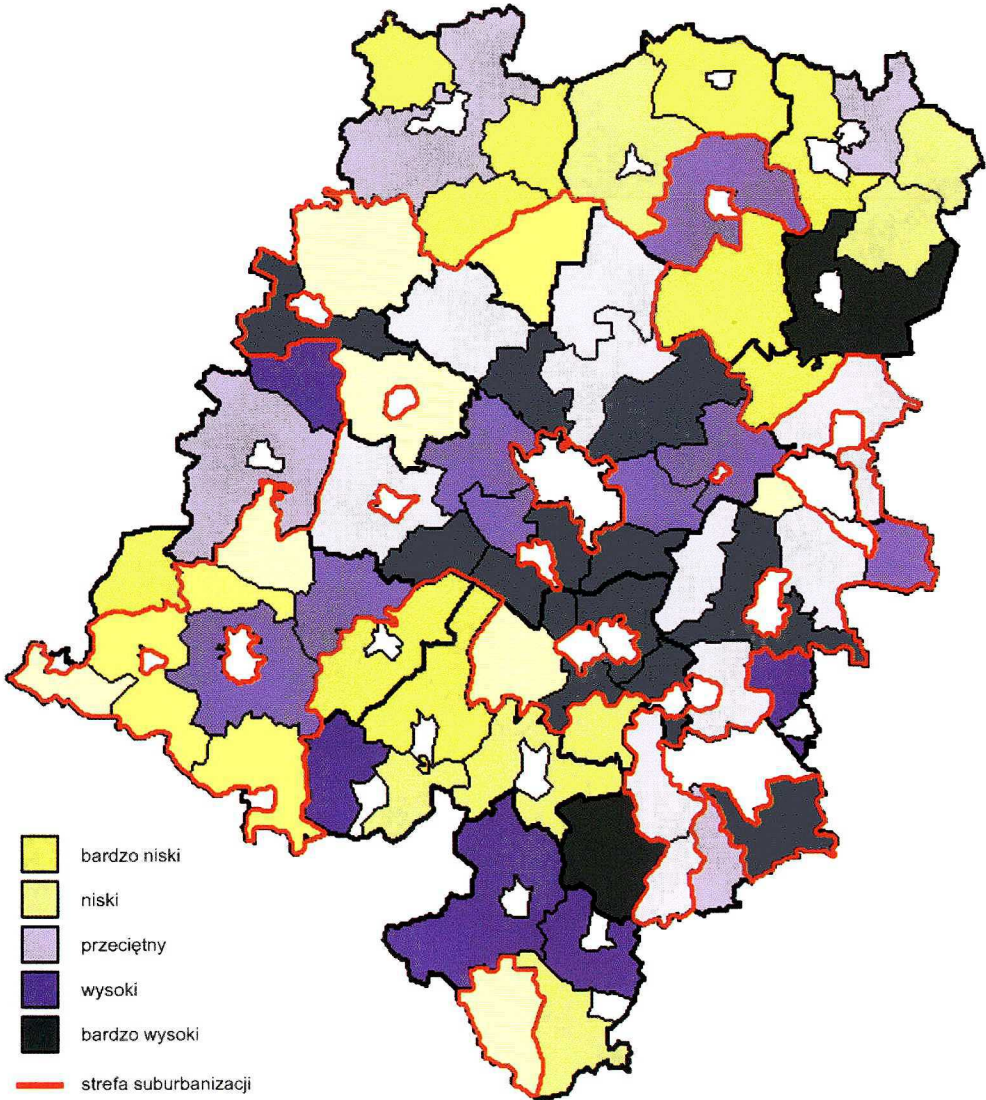 bardzo niski
niski
przeciętny
wysoki
bardzo wysoki
strefa suburbanizacji